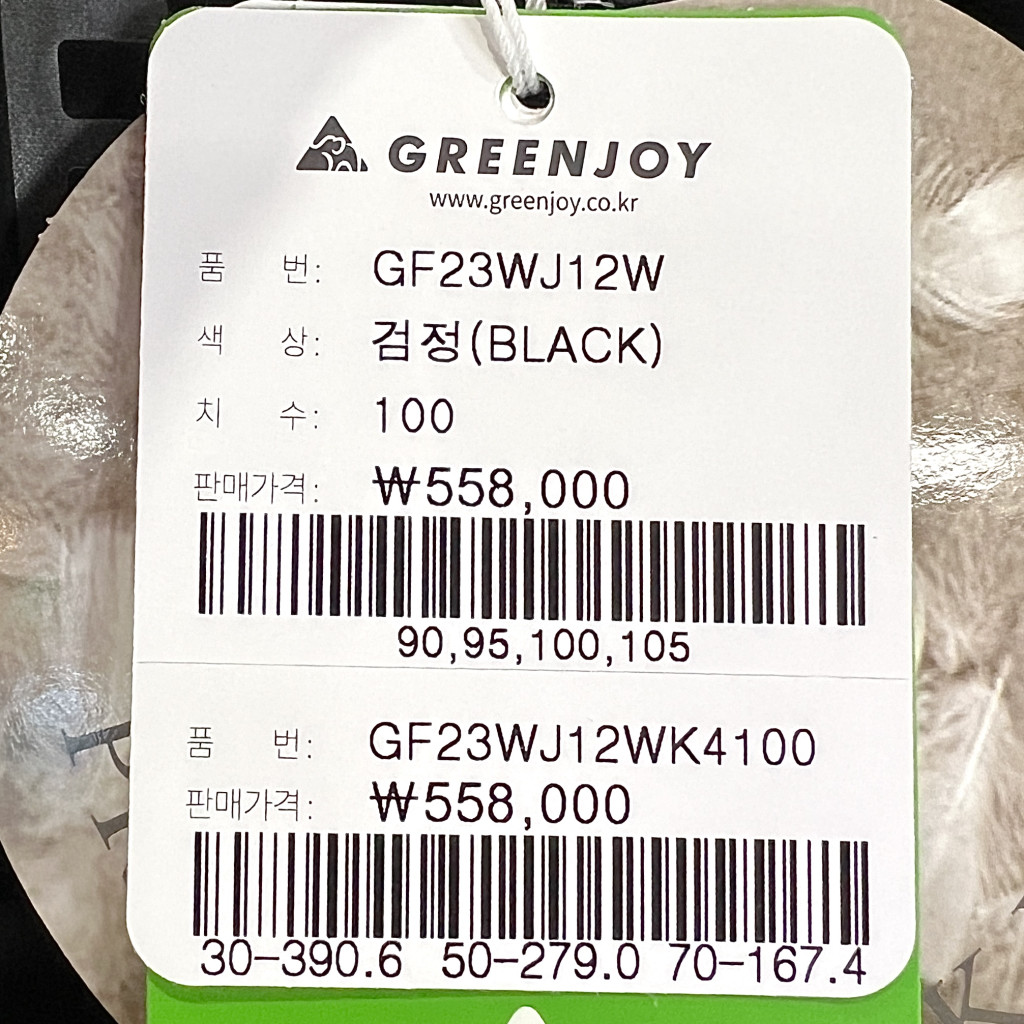 GREENJOY
www.greenjoy.co.kr
품 번: GF23WJ12W
색 상: 검정(BLACK)
치 수: 100
판매가격: ₩558,000
90,95,100,105
품 번: GF23WJ12WK4100
판매가격: ₩558,000
30-390.6 50-279.0 70-167.4